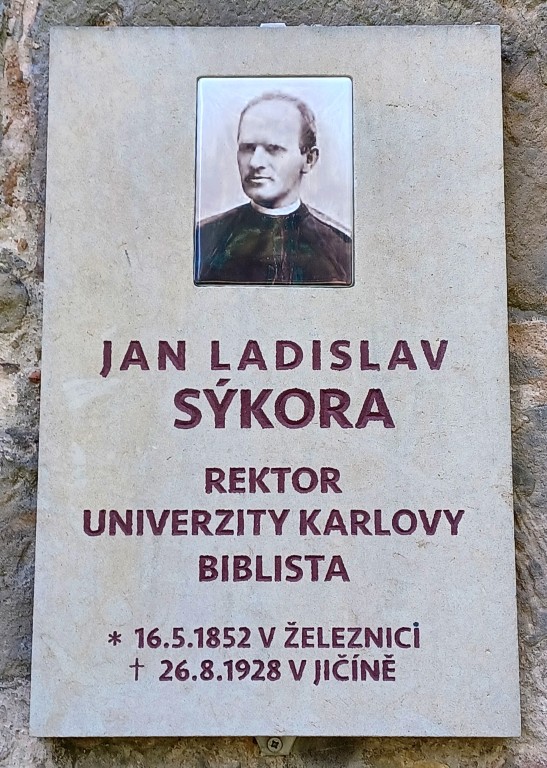 JAN LADISLAV
SÝKORA
REKTOR
UNIVERZITY KARLOVY
BIBLISTA
* 16.5.1852 V ŽELEZNICI
† 26.8.1928 V JIČÍNĚ